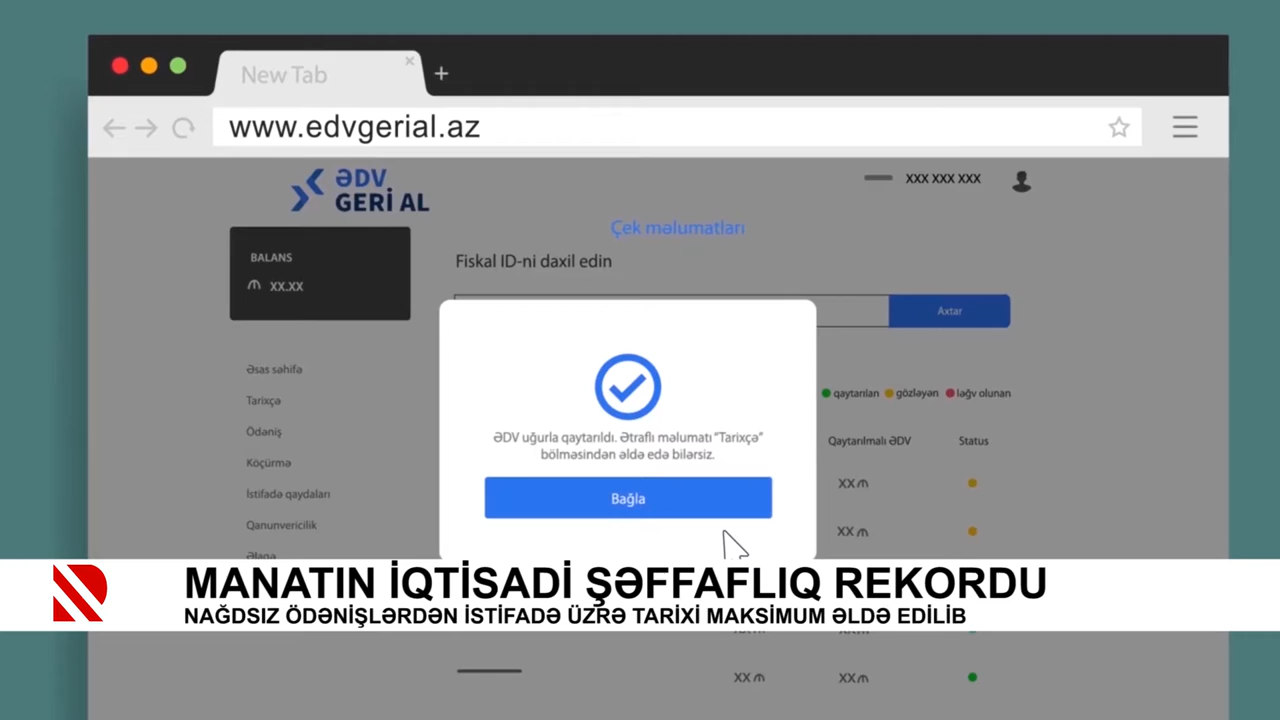 New Tab
www.edvgerial.az
ƏDV
GERİ AL
XXX XXX XXX
Çek məlumatları
BALANS
₼ XX.XX
Fiskal ID-ni daxil edin
Axtar
Əsas səhifə
Tarixçə
Ödəniş
Köçürmə
İstifadə qaydaları
Qanunvericilik
Əlaqə
qaytarılan gözləyən ləğv olunan
Qaytarılmalı ƏDV Status
XX ₼
XX ₼
ƏDV uğurla qaytarıldı. Ətraflı məlumatı “Tarixçə”
bölməsindən əldə edə bilərsiz.
Bağla
MANATIN İQTİSADİ ŞƏFFAFLIQ REKORDU
NAĞDSIZ ÖDƏNİŞLƏRDƏN İSTİFADƏ ÜZRƏ TARİXİ MAKSİMUM ƏLDƏ EDİLİB
XX ₼ XX ₼